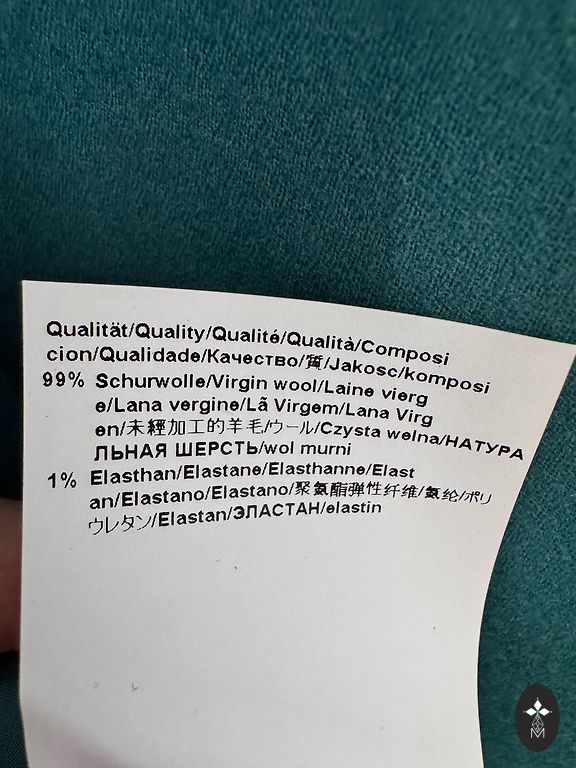 Qualität/Quality/Qualité/Qualità/Composi
cion/Qualidade/Качество/質/Jakosc/komposi
99% Schurwolle/Virgin wool/Laine vierg
e/Lana vergine/Lã Virgem/Lana Virg
en/未經加工的羊毛/ウール/Czysta welna/НАТУРА
ЛЬНАЯ ШЕРСТЬ/wol murni
1% Elasthan/Elastane/Elasthanne/Elast
an/Elastano/Elastano/聚氨酯弹性纤维/氨纶/ポリ
ウレタン/Elastan/ЭЛАСТАН/elastin
M